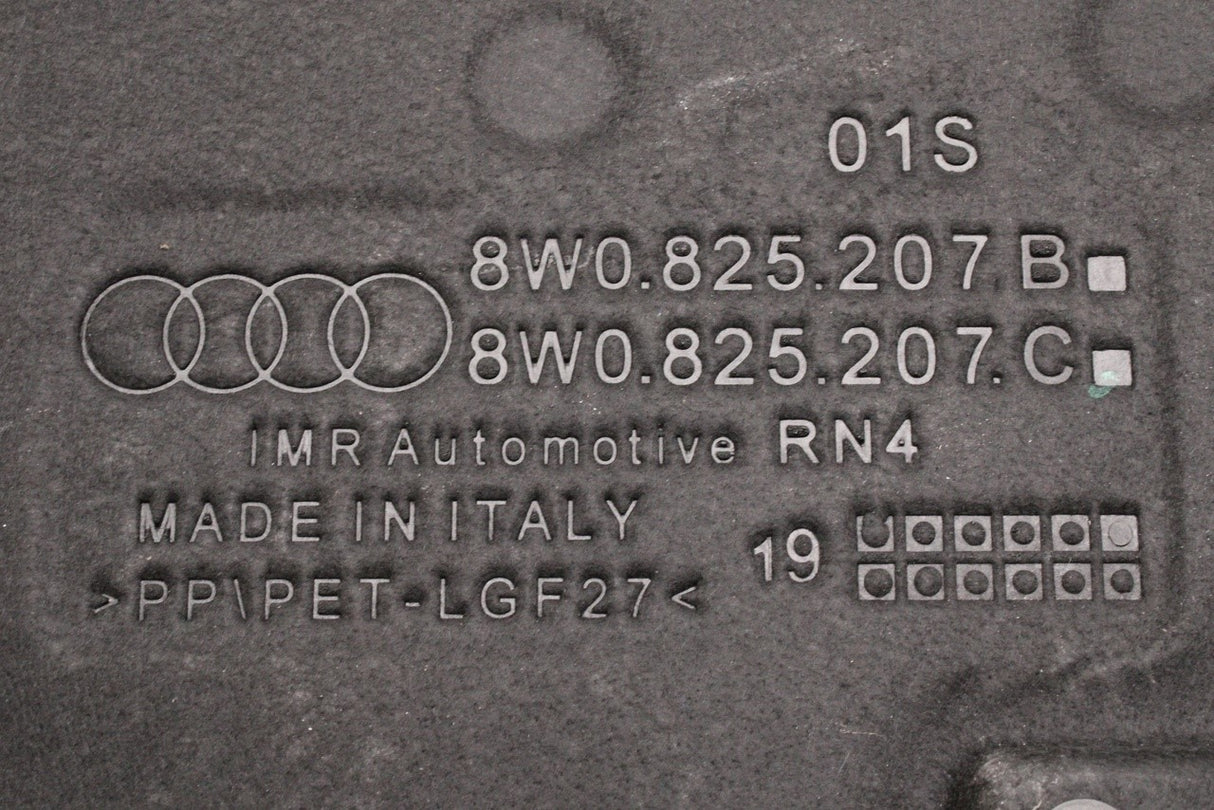 01S
8W0.825.207 B
8W0.825.207. C
IMR Automotive RN4
MADE IN ITALY
19
>PP\PET-LGF27<